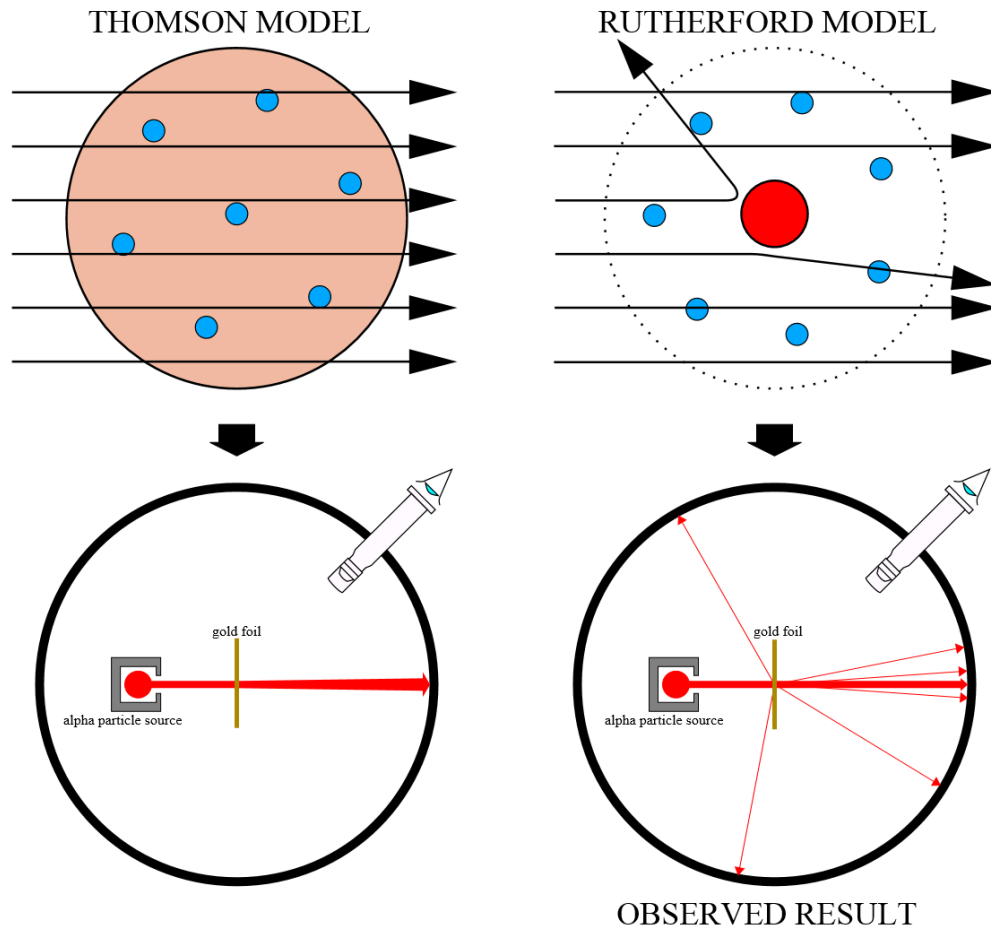 THOMSON MODEL
RUTHERFORD MODEL
gold foil
alpha particle source
gold foil
alpha particle source
OBSERVED RESULT